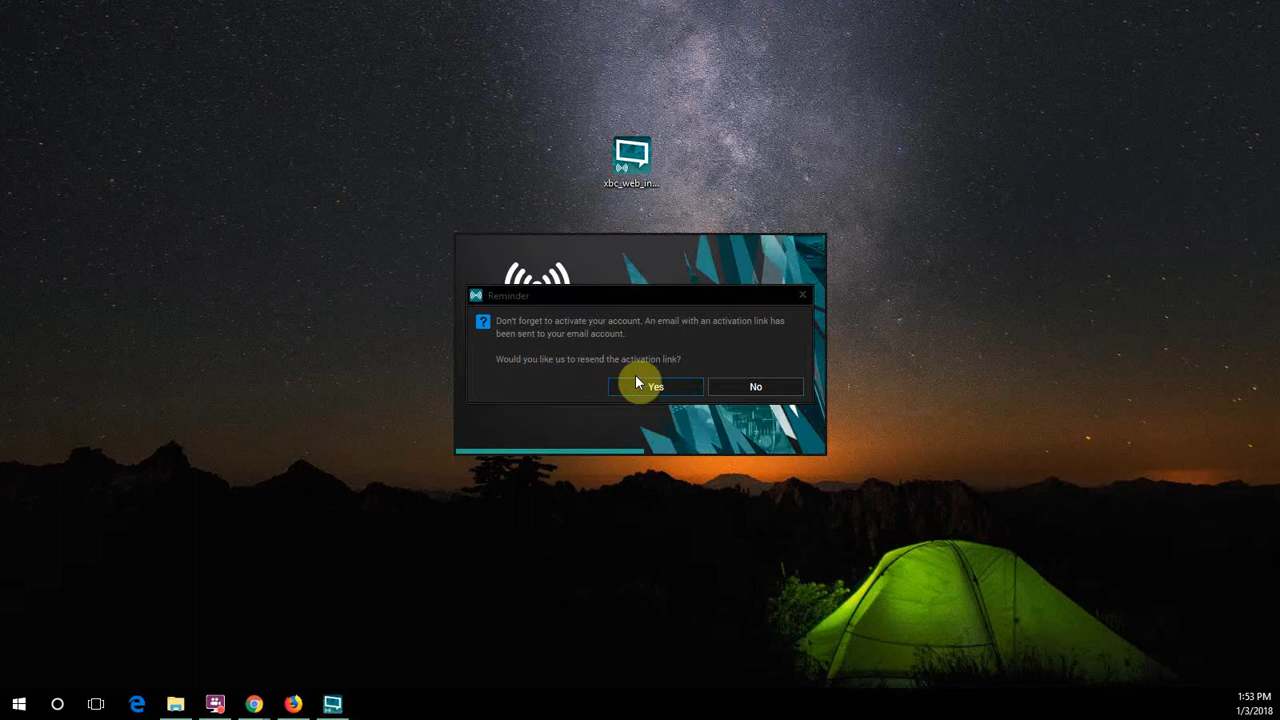 xbc_web_in...
Reminder
Don't forget to activate your account. An email with an activation link has
been sent to your email account.
Would you like us to resend the activation link?
Yes
No
1:53 PM
1/3/2018